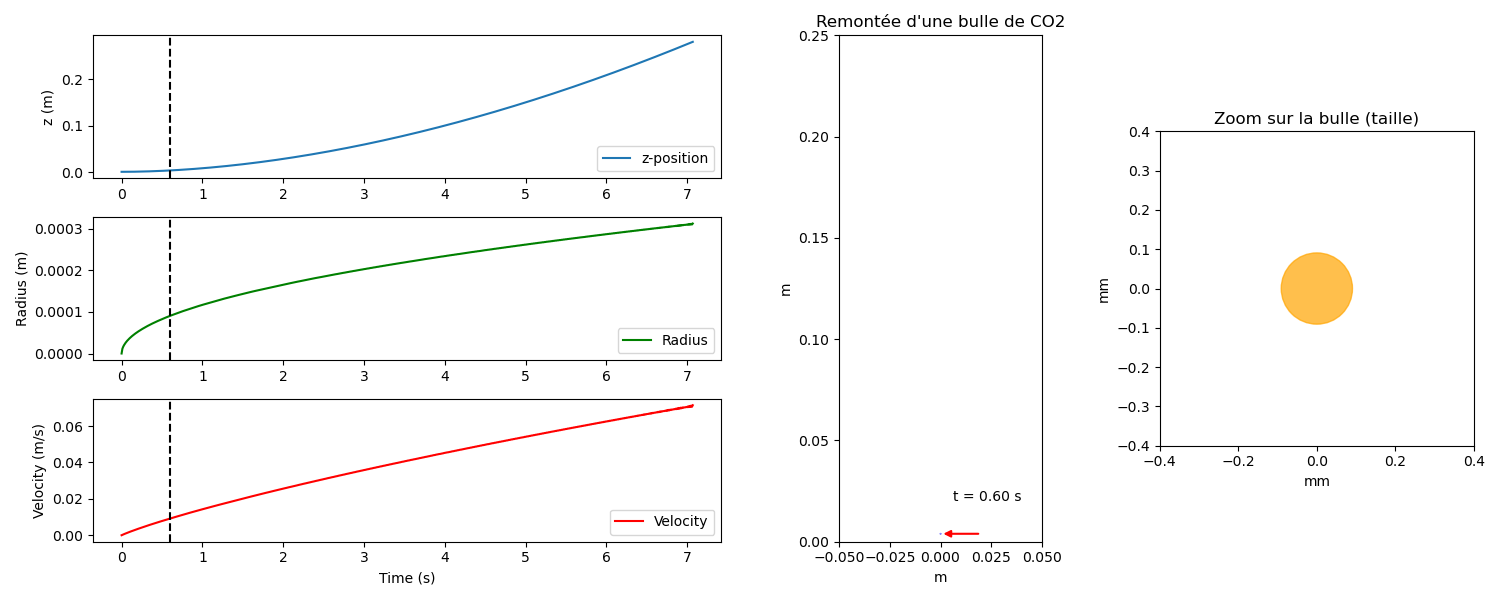 z (m)
0.2
0.1
0.0
z-position
0 1 2 3 4 5 6 7
Radius (m)
0.0003
0.0002
0.0001
0.0000
Radius
0 1 2 3 4 5 6 7
Velocity (m/s)
0.06
0.04
0.02
0.00
Velocity
0 1 2 3 4 5 6 7
Time (s)
Remontée d'une bulle de CO2
m
0.25
0.20
0.15
0.10
0.05
0.00
t = 0.60 s
−0.050 −0.025 0.000 0.025 0.050
m
Zoom sur la bulle (taille)
mm
0.4
0.3
0.2
0.1
0.0
−0.1
−0.2
−0.3
−0.4
−0.4 −0.2 0.0 0.2 0.4
mm